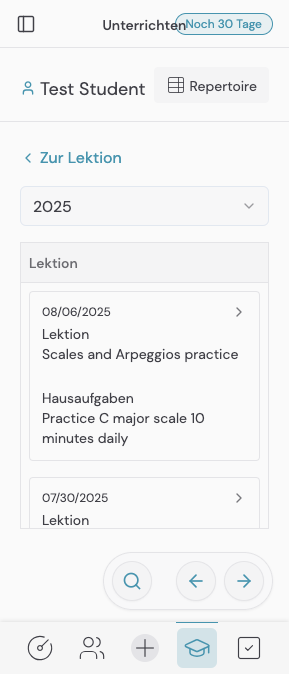 Unterrichten
Noch 30 Tage
Test Student
Repertoire
Zur Lektion
2025
Lektion
08/06/2025
Lektion
Scales and Arpeggios practice
Hausaufgaben
Practice C major scale 10
minutes daily
07/30/2025
Lektion